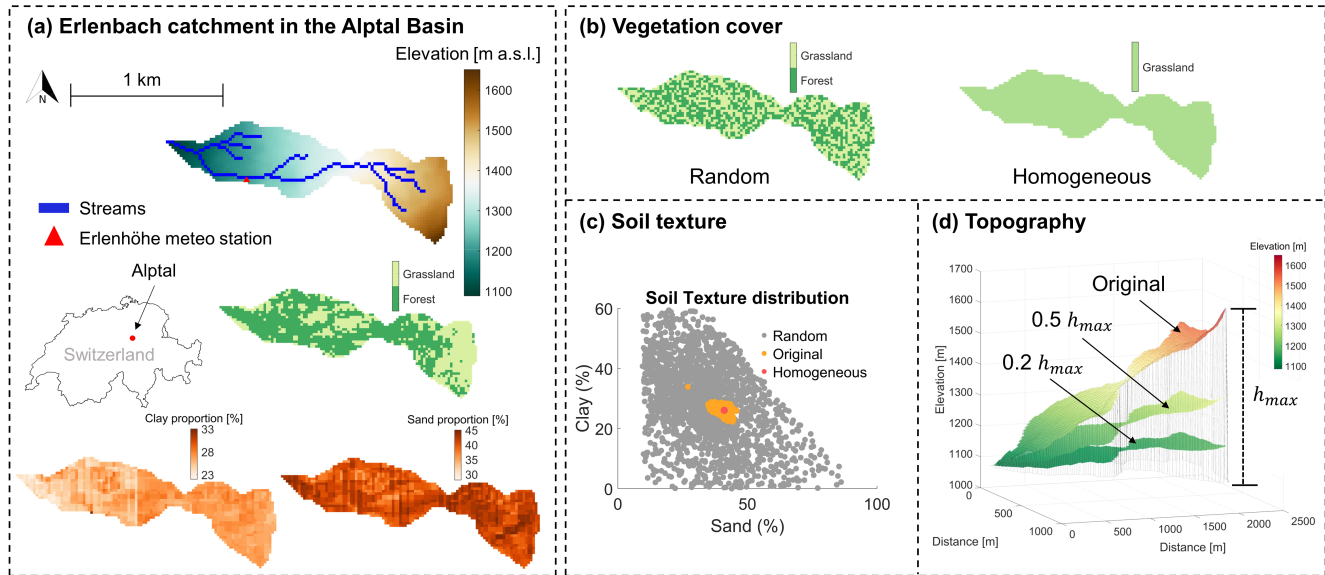 (a) Erlenbach catchment in the Alptal Basin
Elevation [m a.s.l.]
1 km
N
1600
1500
1400
1300
1200
1100
Streams
Erlenhöhe meteo station
Alptal
Switzerland
Grassland
Forest
Clay proportion [%]
33
28
23
Sand proportion [%]
45
40
35
30
(b) Vegetation cover
Grassland
Forest
Random
Grassland
Homogeneous
(c) Soil texture
Soil Texture distribution
Random
Original
Homogeneous
60
40
20
0
Clay (%)
0
50
100
Sand (%)
(d) Topography
Elevation [m]
1600
1500
1400
1300
1200
1100
Original
0.5 hmax
0.2 hmax
hmax
1700
1600
1500
1400
1300
1200
1100
1000
Elevation [m]
0
500
1000
Distance [m]
0
500
1000
1500
2000
2500
Distance [m]